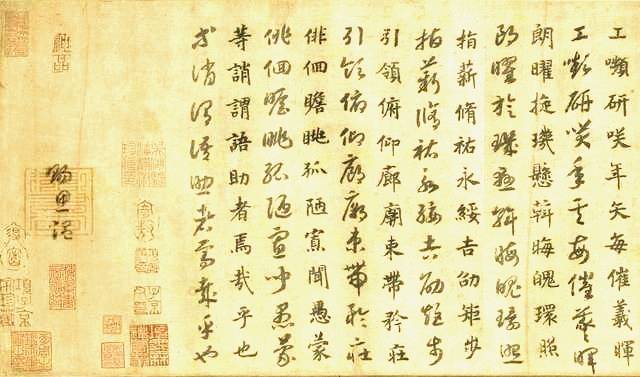 工嚬研咲年矢每催羲暉
工嚬研咲年矢每催羲暉
朗曜旋璣懸斡晦魄環照
朗曜旋璣懸斡晦魄環照
指薪脩祐永綏吉劭矩步
指薪脩祐永綏吉劭矩步
引領俯仰廊廟束帶矜莊
引領俯仰廊廟束帶矜莊
俳佪瞻眺孤陋寡聞愚蒙
俳佪瞻眺孤陋寡聞愚蒙
等誚謂語助者焉哉乎也
等誚謂語助者焉哉乎也